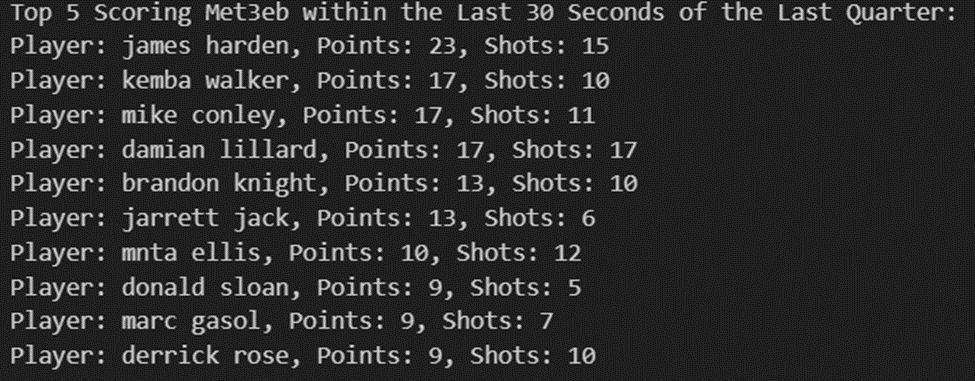 Top 5 Scoring Met3eb within the Last 30 Seconds of the Last Quarter:
Player: james harden, Points: 23, Shots: 15
Player: kemba walker, Points: 17, Shots: 10
Player: mike conley, Points: 17, Shots: 11
Player: damian lillard, Points: 17, Shots: 17
Player: brandon knight, Points: 13, Shots: 10
Player: jarrett jack, Points: 13, Shots: 6
Player: mnta ellis, Points: 10, Shots: 12
Player: donald sloan, Points: 9, Shots: 5
Player: marc gasol, Points: 9, Shots: 7
Player: derrick rose, Points: 9, Shots: 10